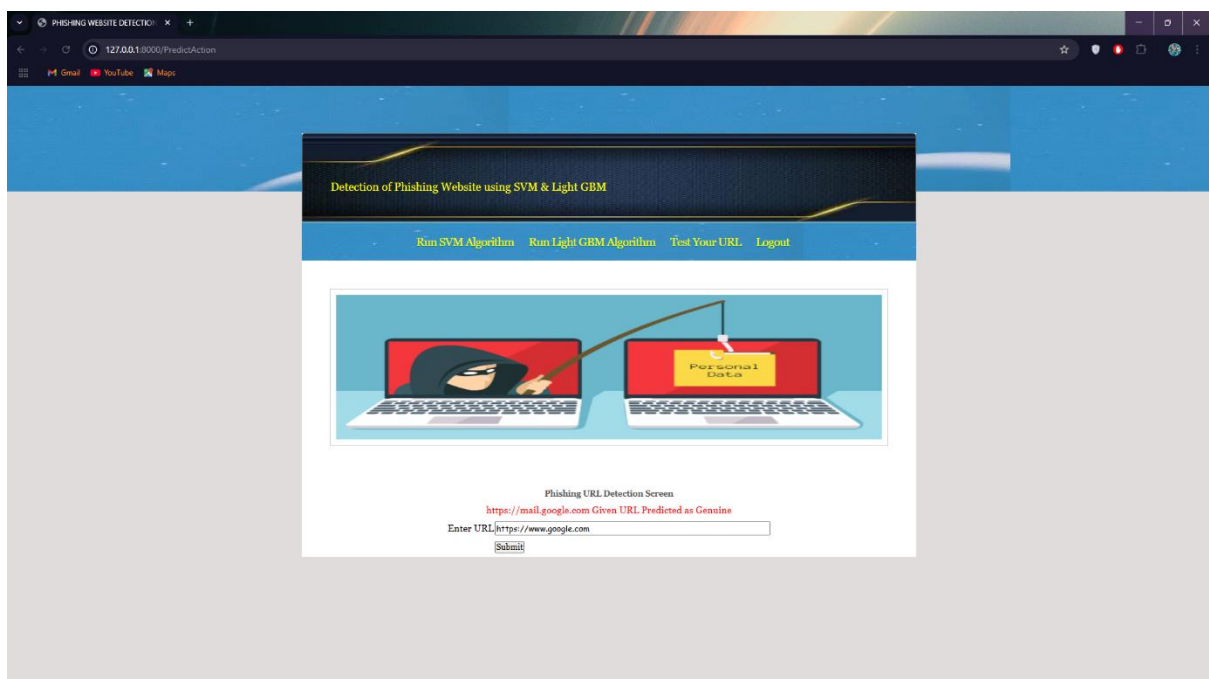 PHISHING WEBSITE DETECTIO
127.0.0.1:8000/PredictAction
Gmail YouTube Maps
Detection of Phishing Website using SVM & Light GBM
Run SVM Algorithm Run Light GBM Algorithm Test Your URL Logout
Personal
Data
Phishing URL Detection Screen
https://mail.google.com Given URL Predicted as Genuine
Enter URL https://www.google.com
Submit